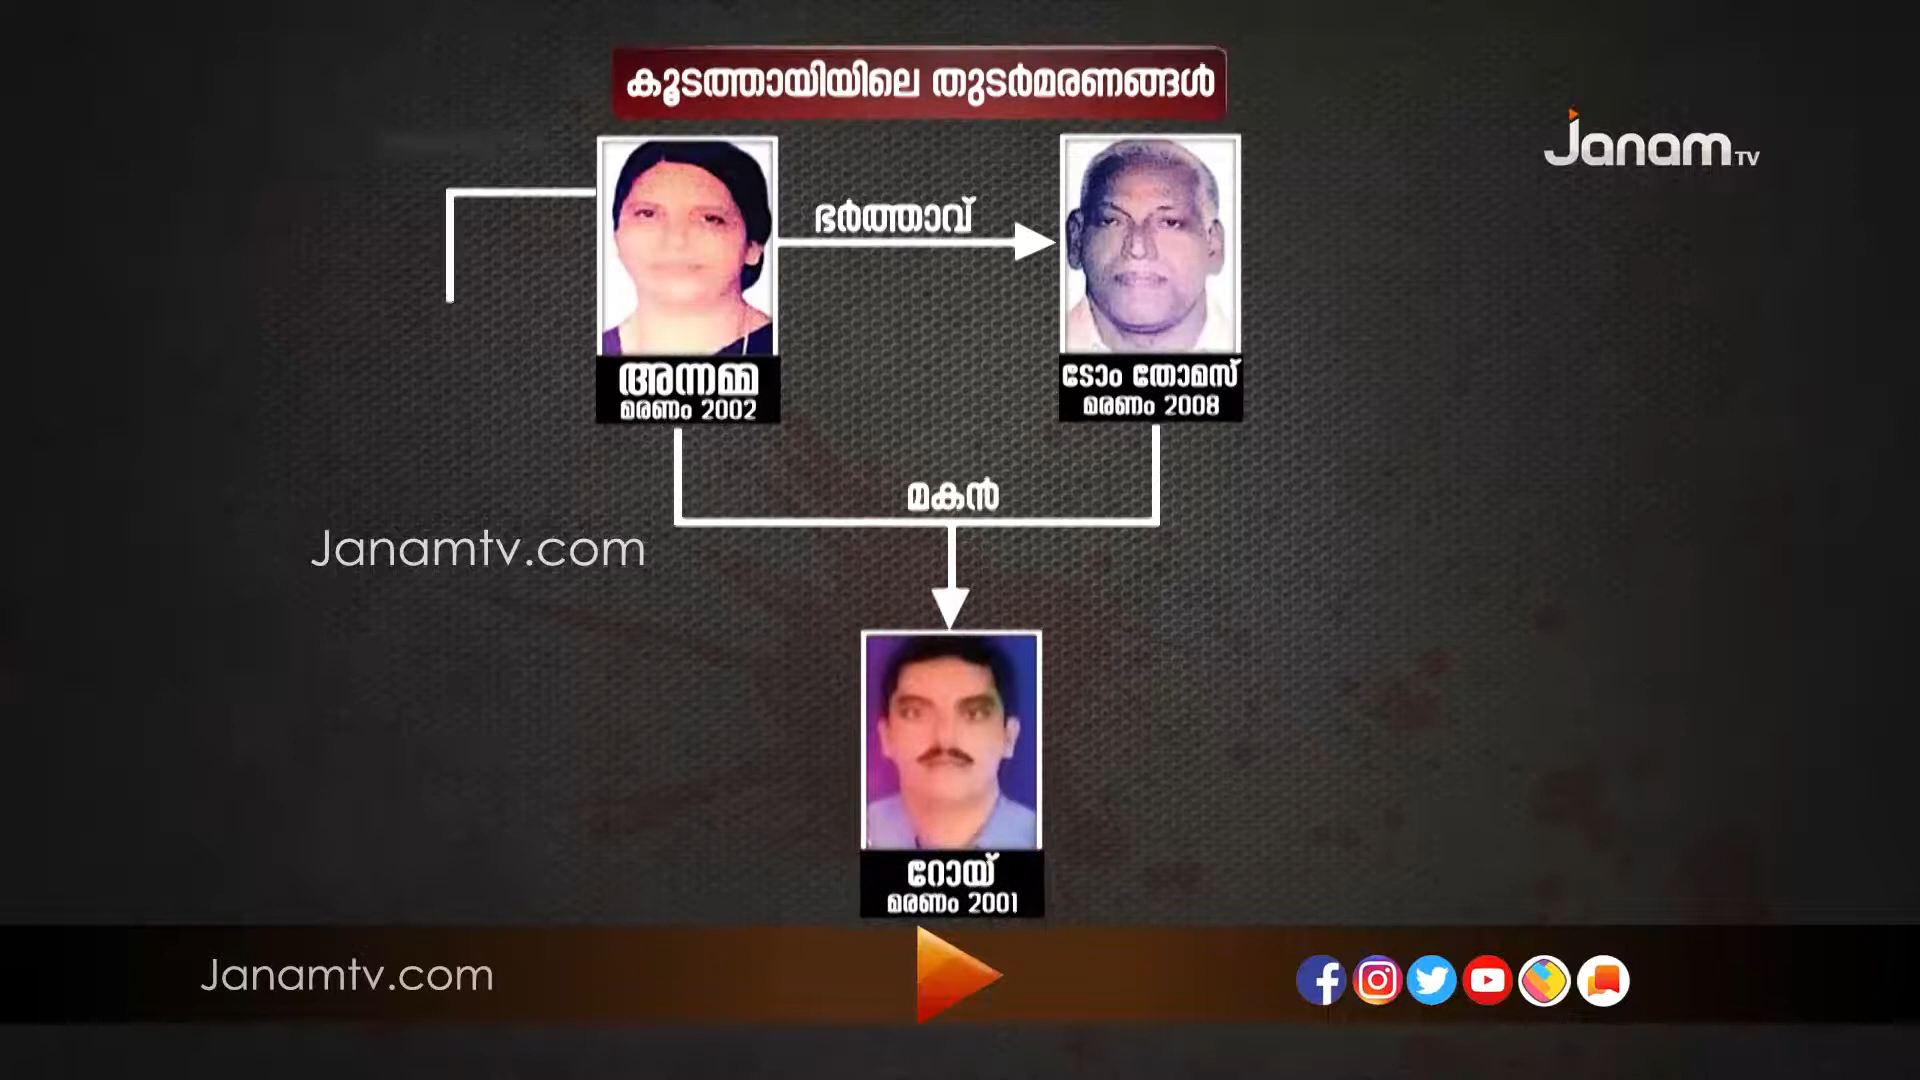 കൂടത്തായിയിലെ തുടർമരണങ്ങൾ
Janam TV
ഭർത്താവ്
അന്നമ്മ
മരണം 2002
ടോം തോമസ്
മരണം 2008
മകൻ
Janamtv.com
റോയ്
മരണം 2001
Janamtv.com